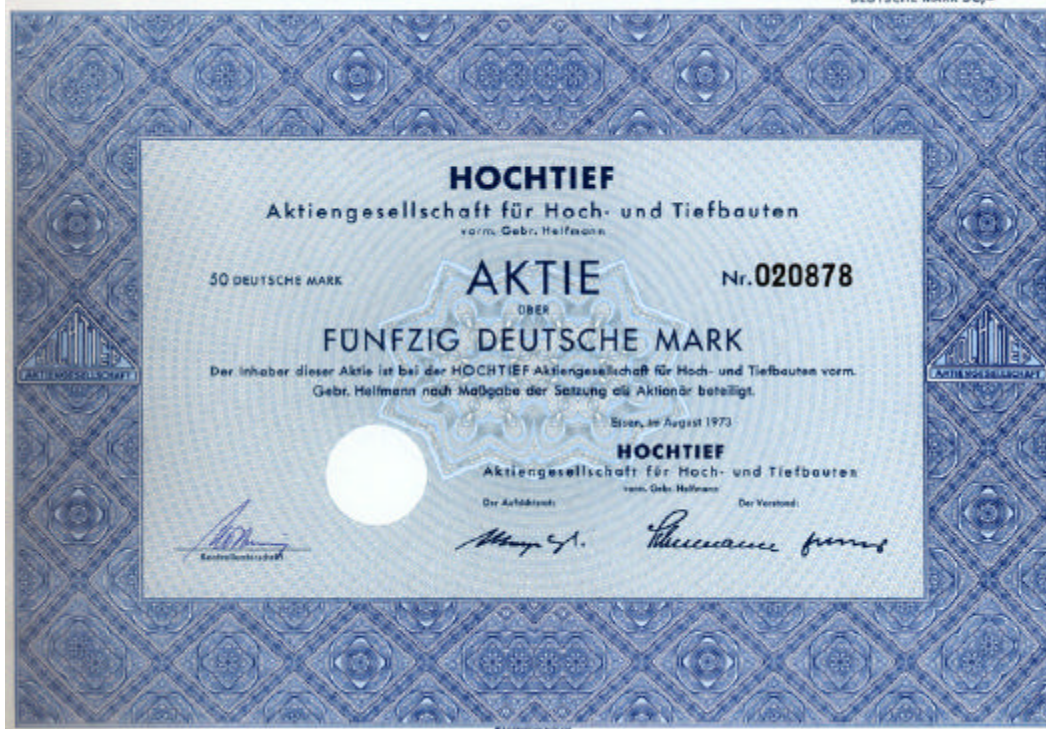 DEUTSCHE MARK 50,—
HOCHTIEF
Aktiengesellschaft für Hoch- und Tiefbauten
vorm. Gebr. Helfmann
50 DEUTSCHE MARK
AKTIE
Nr. 020878
ÜBER
FÜNFZIG DEUTSCHE MARK
Der Inhaber dieser Aktie ist bei der HOCHTIEF Aktiengesellschaft für Hoch- und Tiefbauten vorm.
Gebr. Helfmann nach Maßgabe der Satzung als Aktionär beteiligt.
Essen, im August 1973
HOCHTIEF
Aktiengesellschaft für Hoch- und Tiefbauten
vorm. Gebr. Helfmann
Der Aufsichtsrat:
Der Vorstand:
Kontrollunterschrift
AKTIENGESELLSCHAFT
AKTIENGESELLSCHAFT